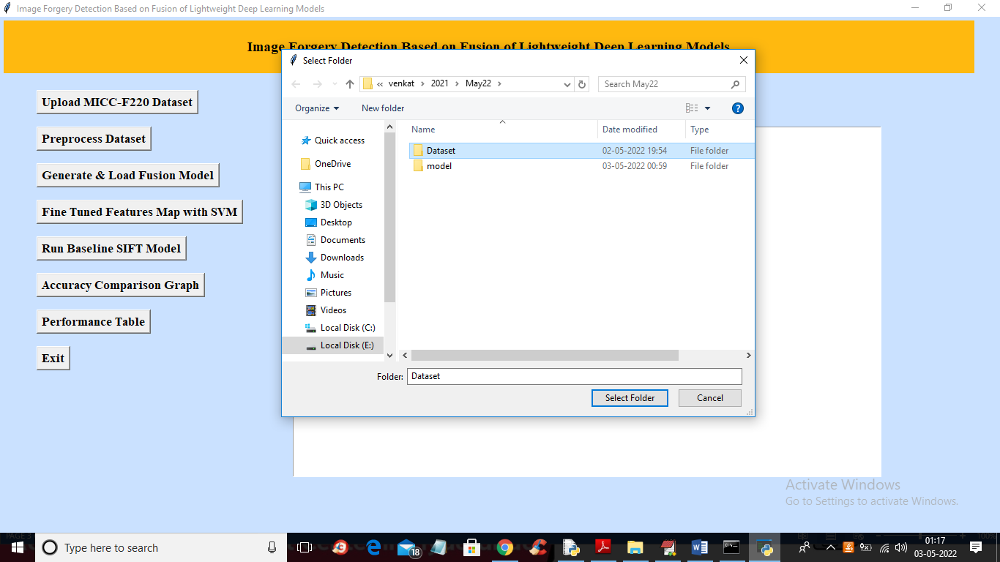 Image Forgery Detection Based on Fusion of Lightweight Deep Learning Models
Image Forgery Detection Based on Fusion of Lightweight Deep Learning Models
Upload MICC-F220 Dataset
Preprocess Dataset
Generate & Load Fusion Model
Fine Tuned Features Map with SVM
Run Baseline SIFT Model
Accuracy Comparison Graph
Performance Table
Exit
Select Folder
« venkat > 2021 > May22 >
Search May22
Organize
New folder
?
Quick access
OneDrive
This PC
3D Objects
Desktop
Documents
Downloads
Music
Pictures
Videos
Local Disk (C:)
Local Disk (E:)
Name Date modified Type
Dataset 02-05-2022 19:54 File folder
model 03-05-2022 00:59 File folder
Folder: Dataset
Select Folder Cancel
Activate Windows
Go to Settings to activate Windows.
Type here to search
18
01:17
03-05-2022